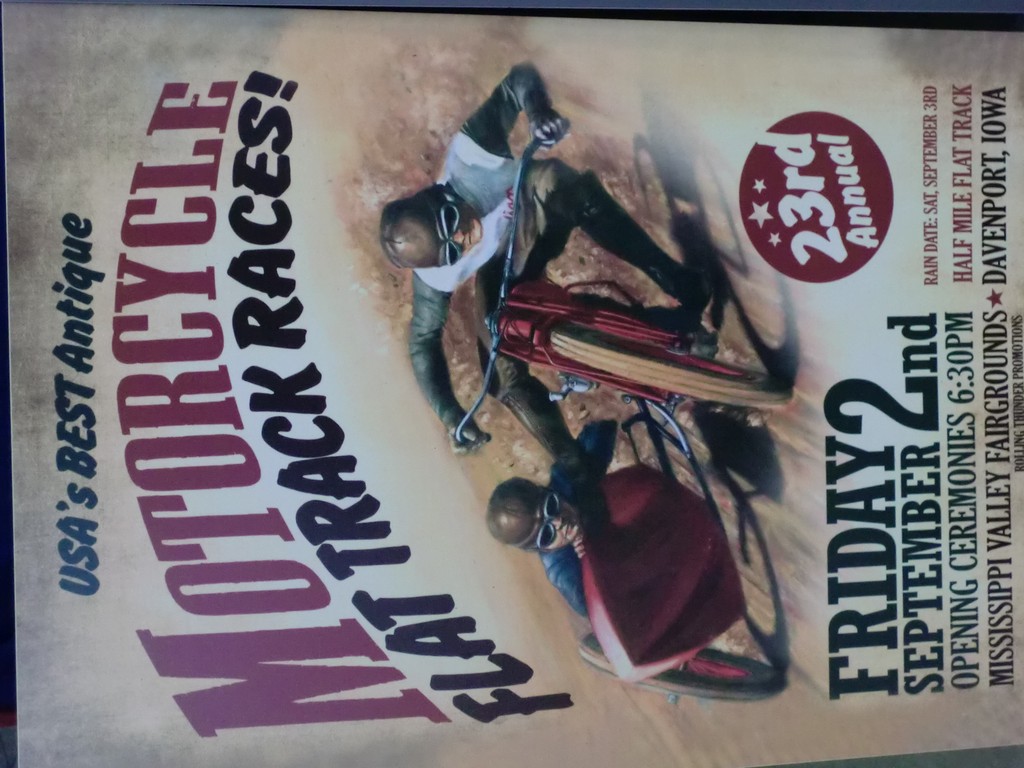 USA's BEST Antique
MOTORCYCLE
FLAT TRACK RACES!
23rd
Annual
FRIDAY
SEPTEMBER 2nd
RAIN DATE: SAT, SEPTEMBER 3RD
OPENING CEREMONIES 6:30PM
HALF MILE FLAT TRACK
MISSISSIPPI VALLEY FAIRGROUNDS ★ DAVENPORT, IOWA
ROLLING THUNDER PROMOTIONS